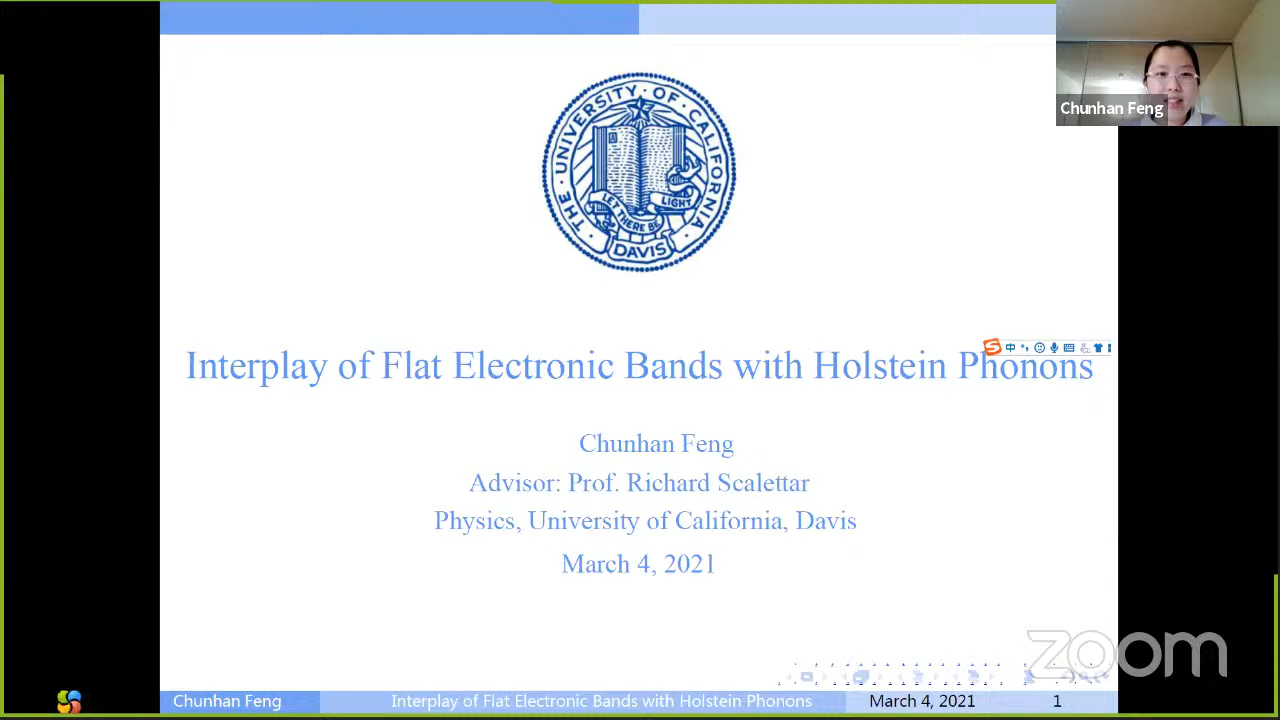 Chunhan Feng
THE UNIVERSITY OF CALIFORNIA
LET THERE BE LIGHT
DAVIS
中
Interplay of Flat Electronic Bands with Holstein Phonons
Chunhan Feng
Advisor: Prof. Richard Scalettar
Physics, University of California, Davis
March 4, 2021
zoom
Chunhan Feng Interplay of Flat Electronic Bands with Holstein Phonons March 4, 2021 1